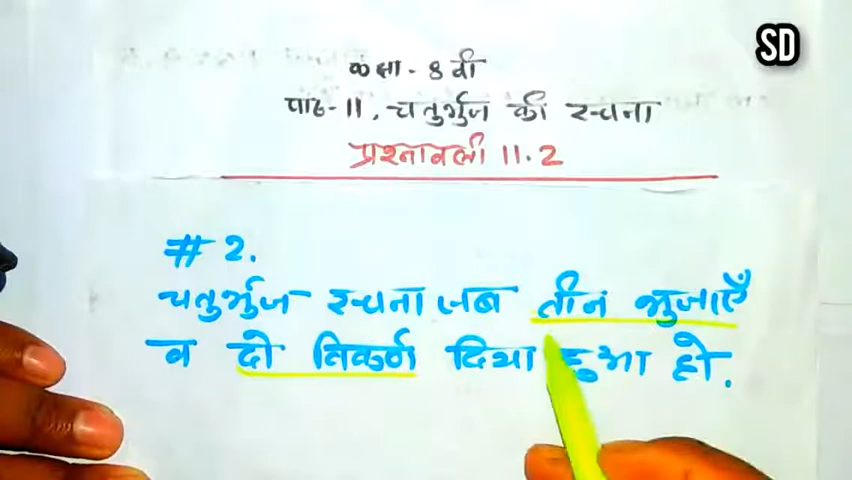 SD
कक्षा - 8 वी
पाठ-11, चतुर्भुज की रचना
प्रश्नावली 11.2
# 2.
चतुर्भुज रचना जब तीन भुजाएँ
व दो विकर्ण दिया हुआ हो.